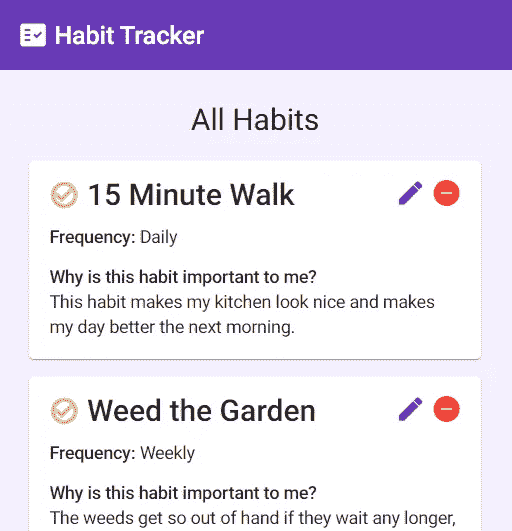 Habit Tracker
All Habits
15 Minute Walk
Frequency: Daily
Why is this habit important to me?
This habit makes my kitchen look nice and makes
my day better the next morning.
Weed the Garden
Frequency: Weekly
Why is this habit important to me?
The weeds get so out of hand if they wait any longer,